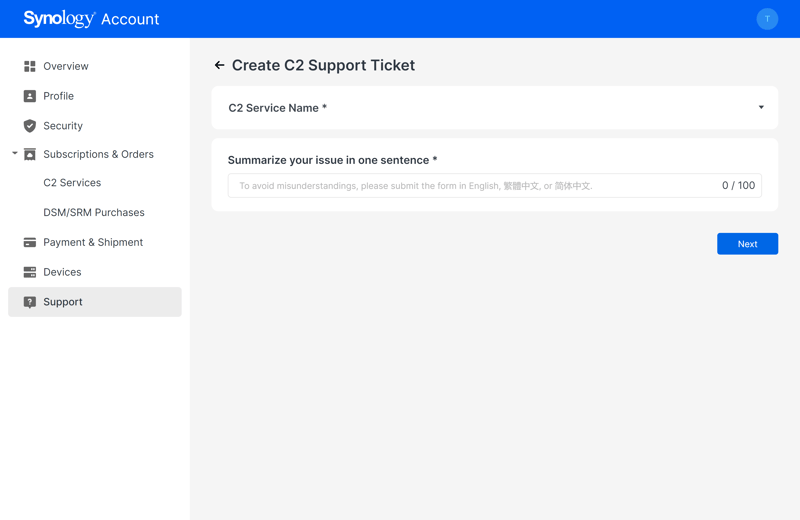 Synology Account
T
Overview
Profile
Security
Subscriptions & Orders
C2 Services
DSM/SRM Purchases
Payment & Shipment
Devices
Support
Create C2 Support Ticket
C2 Service Name *
Summarize your issue in one sentence *
To avoid misunderstandings, please submit the form in English, 繁體中文, or 简体中文. 0 / 100
Next